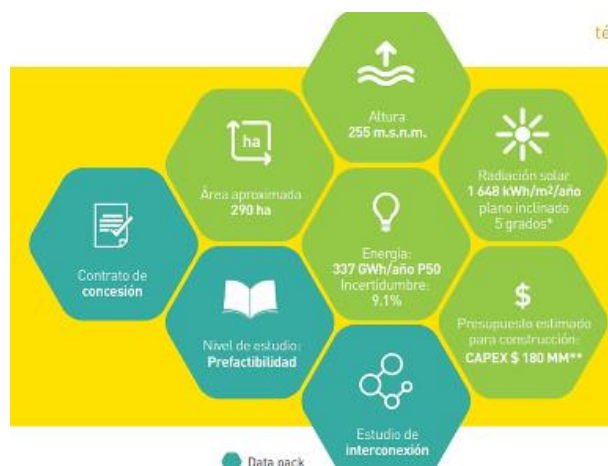 té
Altura
255 m.s.n.m.
ha
Área aproximada
290 ha
Radiación solar
1 648 kWh/m²/año
plano inclinado
5 grados*
Energía:
337 GWh/año P50
Incertidumbre:
9.1%
Contrato de
concesión
Nivel de estudio:
Prefactibilidad
$
Presupuesto estimado
para construcción:
CAPEX $ 180 MM**
Estudio de
interconexión
Data pack